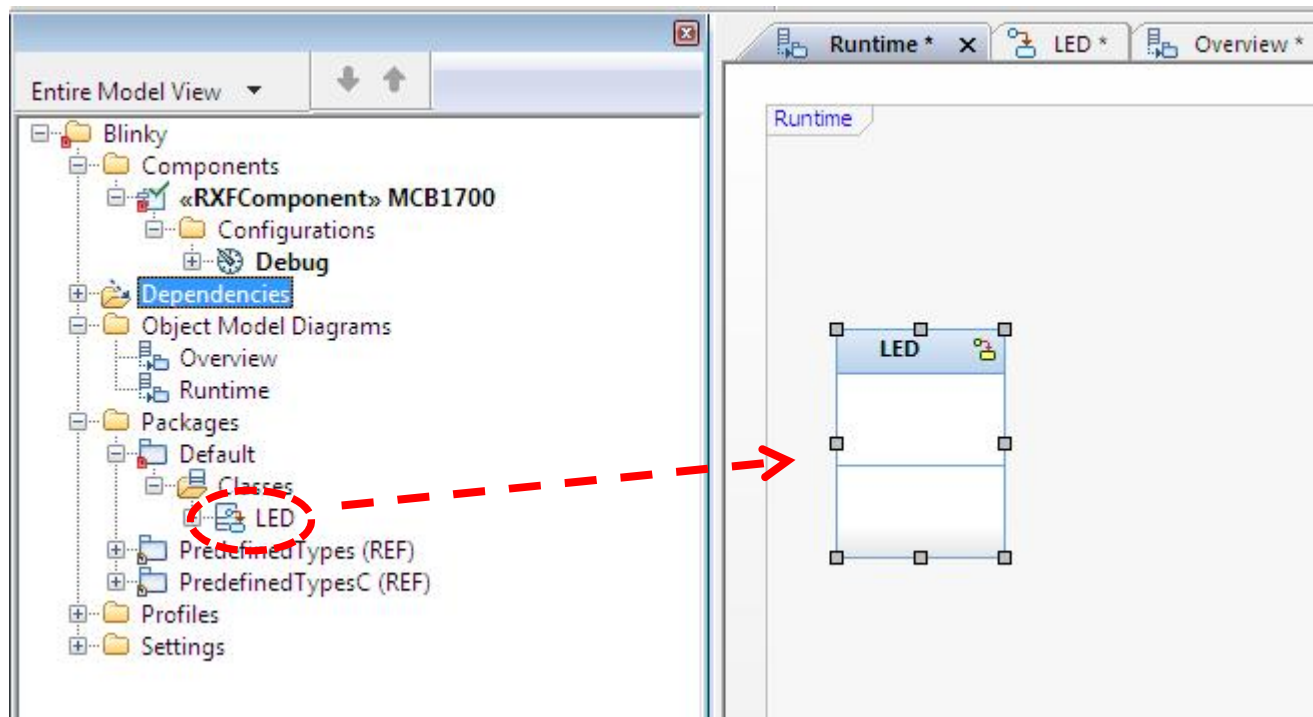 Entire Model View
Blinky
Components
«RXFComponent» MCB1700
Configurations
Debug
Dependencies
Object Model Diagrams
Overview
Runtime
Packages
Default
Classes
LED
PredefinedTypes (REF)
PredefinedTypesC (REF)
Profiles
Settings
Runtime * LED * Overview *
Runtime
LED